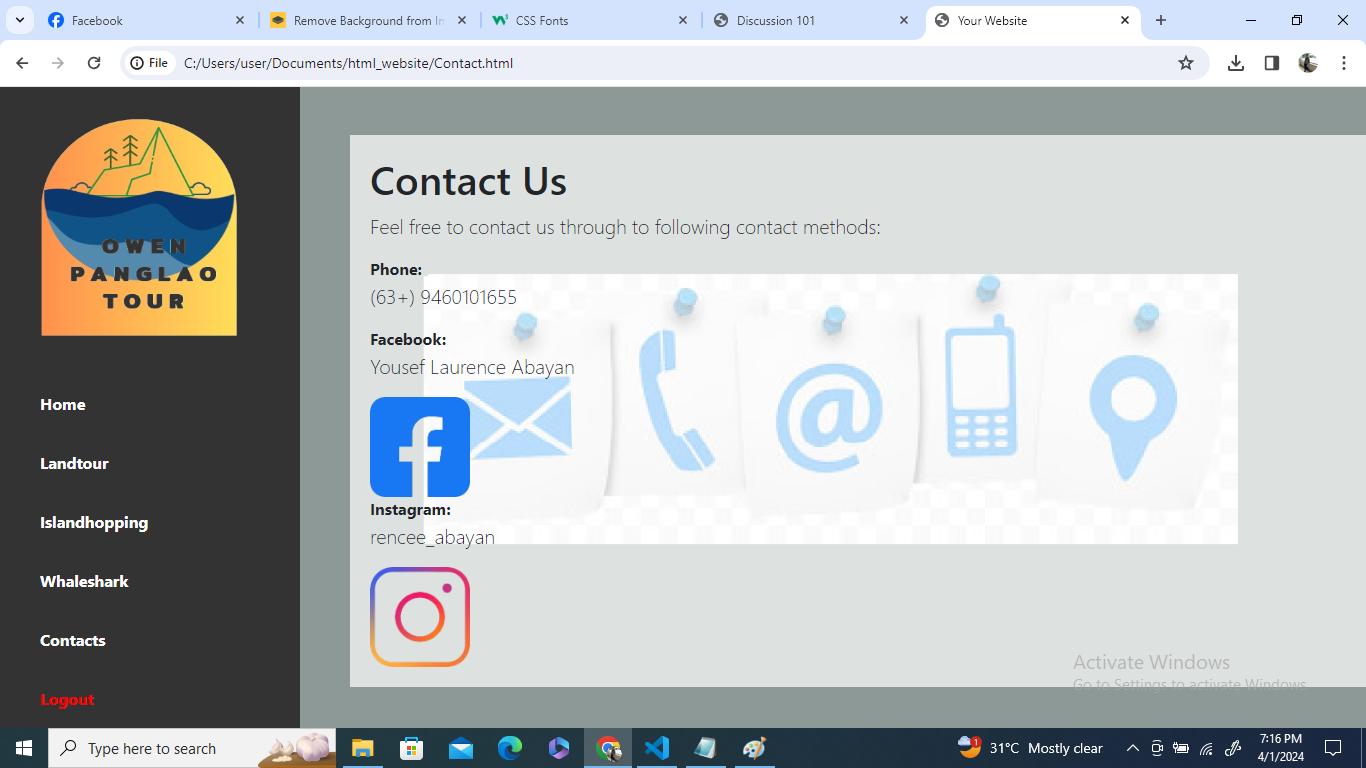 Facebook
Remove Background from In
CSS Fonts
Discussion 101
Your Website
File
C:/Users/user/Documents/html_website/Contact.html
OWEN
PANGLAO
TOUR
Home
Landtour
Islandhopping
Whaleshark
Contacts
Logout
Contact Us
Feel free to contact us through to following contact methods:
Phone:
(63+) 9460101655
Facebook:
Yousef Laurence Abayan
Instagram:
rencee_abayan
Activate Windows
Go to Settings to activate Windows.
Type here to search
1
31°C Mostly clear
7:16 PM
4/1/2024